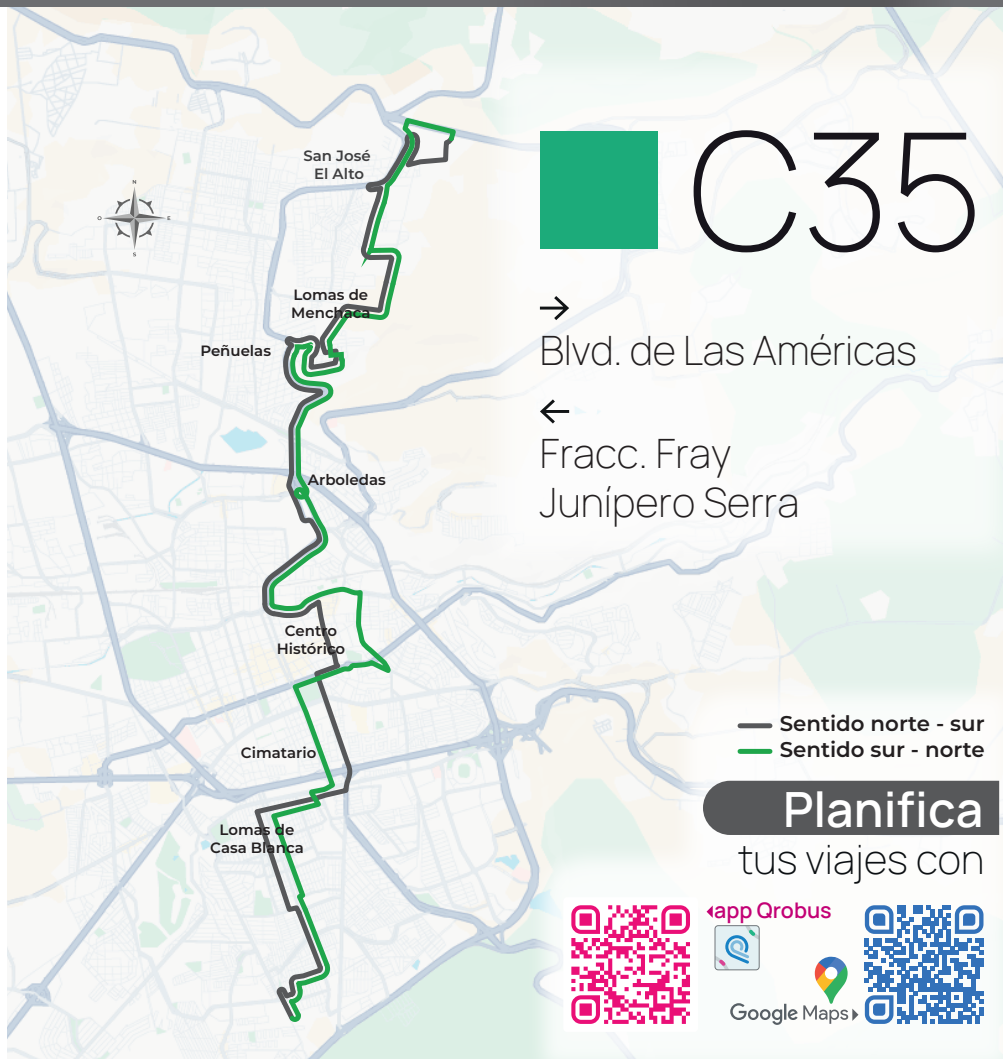 C35
San José
El Alto
N
O
E
S
Lomas de
Menchaca
Peñuelas
→
Blvd. de Las Américas
←
Fracc. Fray
Junípero Serra
Arboledas
Centro
Histórico
Cimatario
Lomas de
Casa Blanca
Sentido norte - sur
Sentido sur - norte
Planifica
tus viajes con
app Qrobus
Google Maps